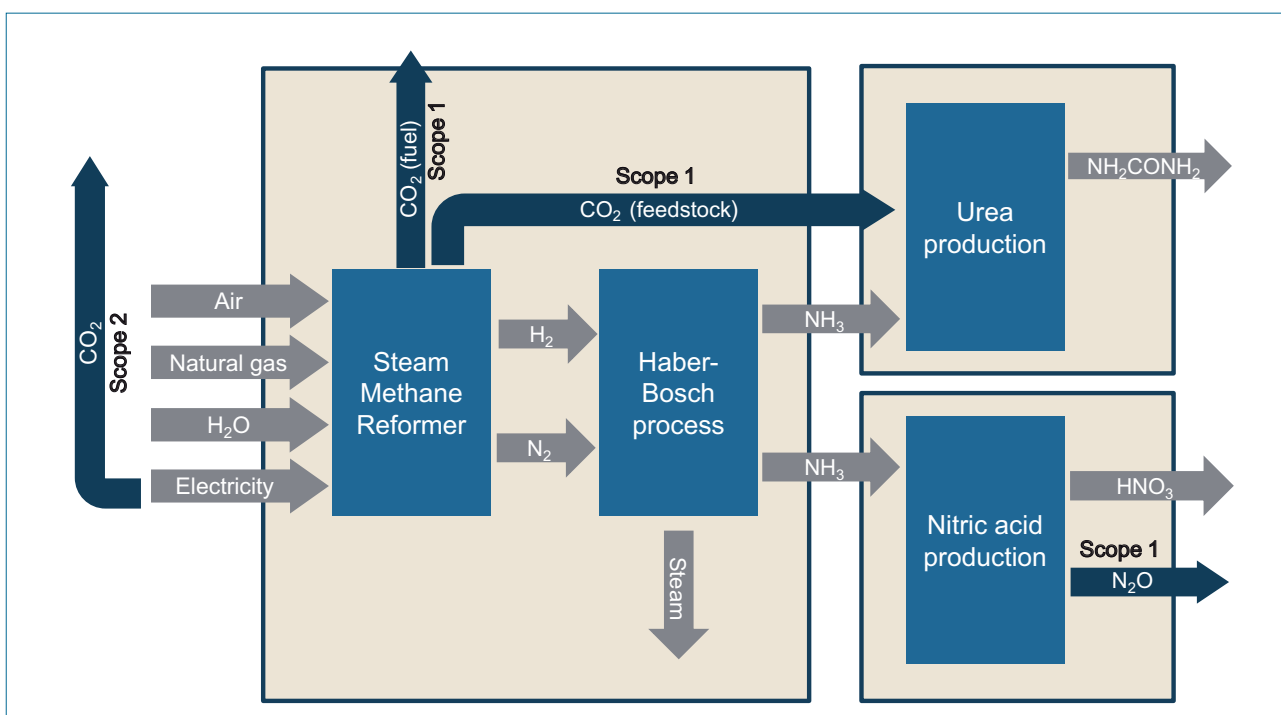 CO₂ (fuel)
Scope 1
Scope 1
CO₂ (feedstock)
NH₂CONH₂
Urea
production
CO₂
Scope 2
Air
Natural gas
H₂O
Electricity
Steam
Methane
Reformer
H₂
N₂
Haber-
Bosch
process
NH₃
NH₃
Steam
Nitric acid
production
HNO₃
Scope 1
N₂O